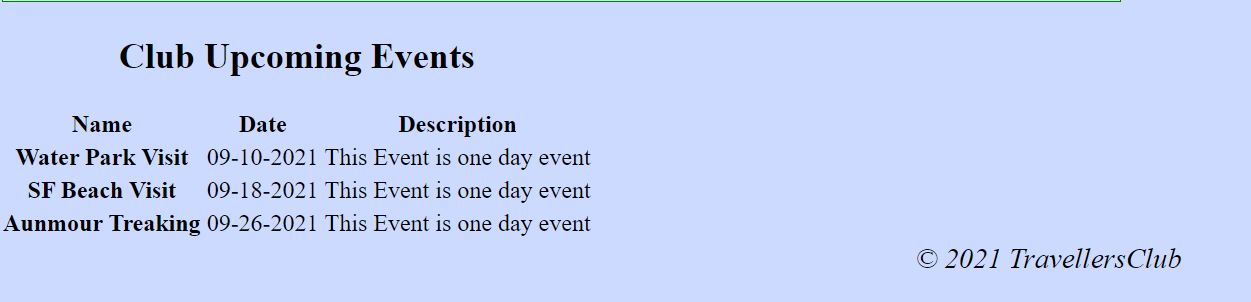 Club Upcoming Events
Name Date Description
Water Park Visit 09-10-2021 This Event is one day event
SF Beach Visit 09-18-2021 This Event is one day event
Aunmour Treaking 09-26-2021 This Event is one day event
© 2021 TravellersClub